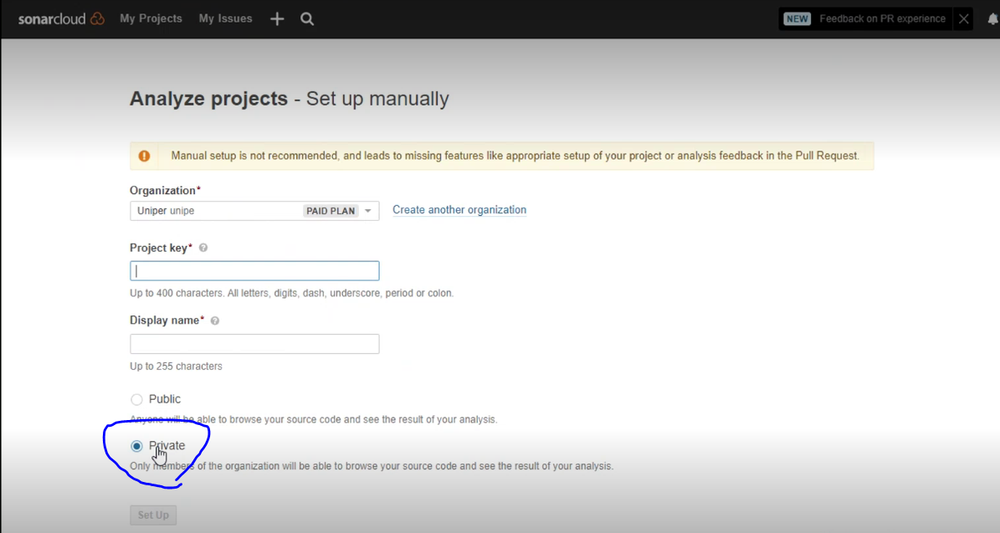 sonarcloud My Projects My Issues NEW Feedback on PR experience
Analyze projects - Set up manually
Manual setup is not recommended, and leads to missing features like appropriate setup of your project or analysis feedback in the Pull Request.
Organization*
Uniper unipe PAID PLAN Create another organization
Project key* ?
Up to 400 characters. All letters, digits, dash, underscore, period or colon.
Display name* ?
Up to 255 characters
Public
Anyone will be able to browse your source code and see the result of your analysis.
Private
Only members of the organization will be able to browse your source code and see the result of your analysis.
Set Up